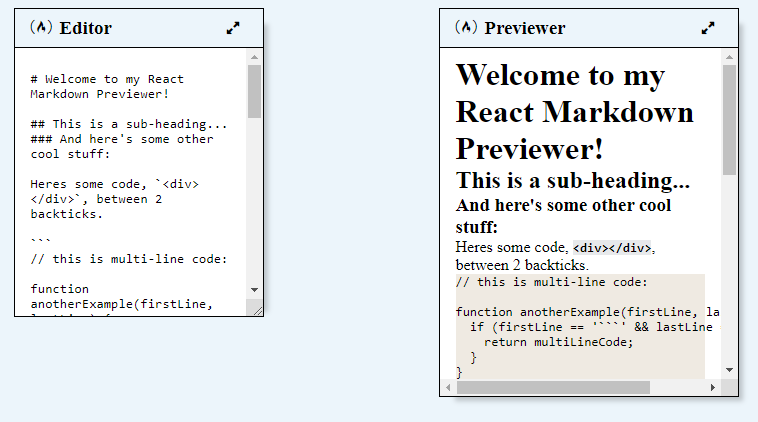 Editor
# Welcome to my React
Markdown Previewer!
## This is a sub-heading...
### And here's some other
cool stuff:
Heres some code, `<div>
</div>`, between 2
backticks.
```
// this is multi-line code:
function
anotherExample(firstLine,
Previewer
Welcome to my
React Markdown
Previewer!
This is a sub-heading...
And here's some other cool
stuff:
Heres some code, <div></div>,
between 2 backticks.
// this is multi-line code:
function anotherExample(firstLine, la
if (firstLine == '```' && lastLine
return multiLineCode;
}
}